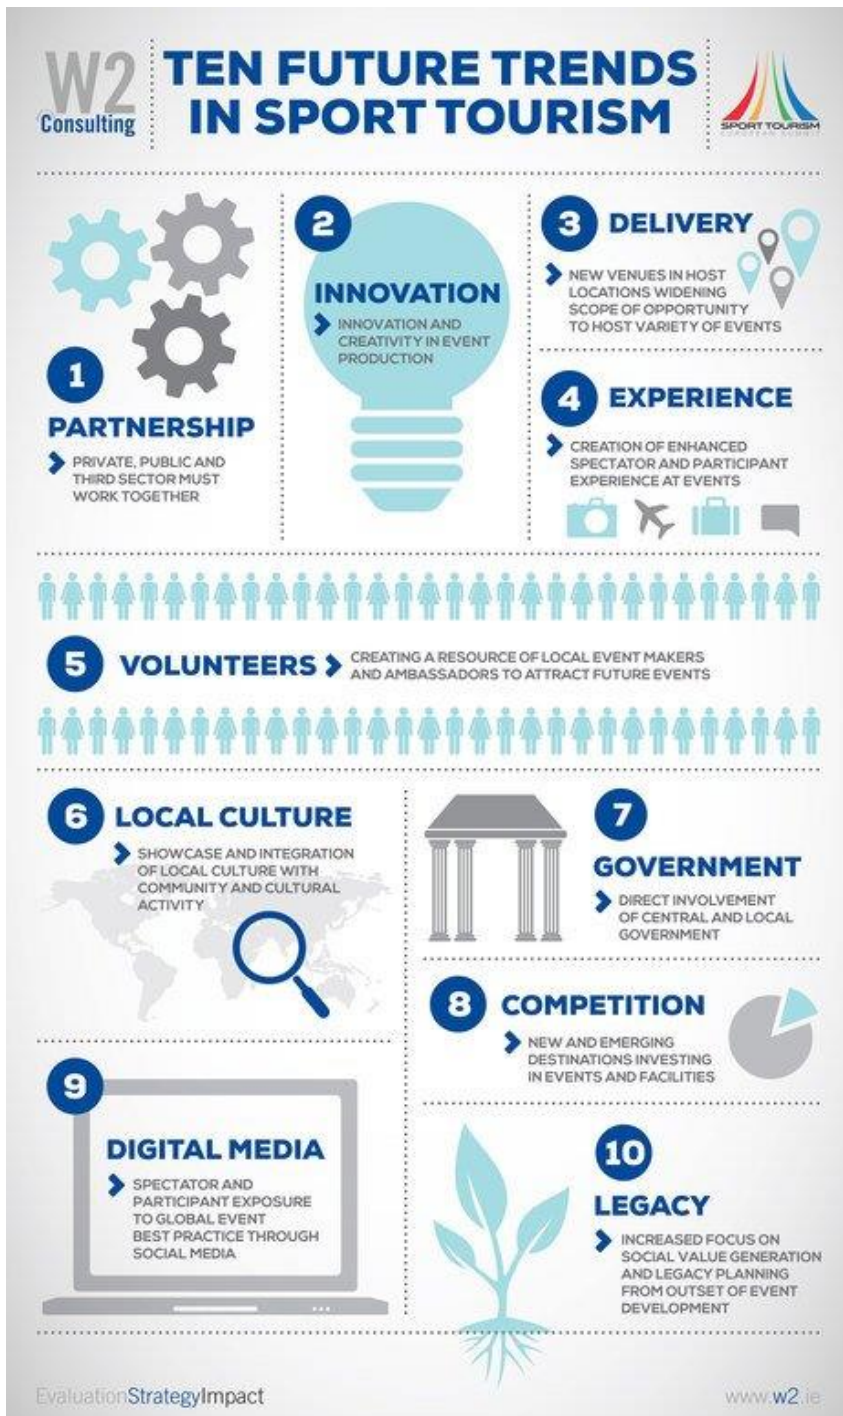 W2
Consulting
TEN FUTURE TRENDS
IN SPORT TOURISM
SPORT TOURISM
EUROPEAN SUMMIT
1
PARTNERSHIP
PRIVATE, PUBLIC AND
THIRD SECTOR MUST
WORK TOGETHER
2
INNOVATION
INNOVATION AND
CREATIVITY IN EVENT
PRODUCTION
3 DELIVERY
NEW VENUES IN HOST
LOCATIONS WIDENING
SCOPE OF OPPORTUNITY
TO HOST VARIETY OF EVENTS
4 EXPERIENCE
CREATION OF ENHANCED
SPECTATOR AND PARTICIPANT
EXPERIENCE AT EVENTS
5 VOLUNTEERS
CREATING A RESOURCE OF LOCAL EVENT MAKERS
AND AMBASSADORS TO ATTRACT FUTURE EVENTS
6 LOCAL CULTURE
SHOWCASE AND INTEGRATION
OF LOCAL CULTURE WITH
COMMUNITY AND CULTURAL
ACTIVITY
7
GOVERNMENT
DIRECT INVOLVEMENT
OF CENTRAL AND LOCAL
GOVERNMENT
8 COMPETITION
NEW AND EMERGING
DESTINATIONS INVESTING
IN EVENTS AND FACILITIES
9
DIGITAL MEDIA
SPECTATOR AND
PARTICIPANT EXPOSURE
TO GLOBAL EVENT
BEST PRACTICE THROUGH
SOCIAL MEDIA
10
LEGACY
INCREASED FOCUS ON
SOCIAL VALUE GENERATION
AND LEGACY PLANNING
FROM OUTSET OF EVENT
DEVELOPMENT
EvaluationStrategyImpact
www.w2.ie